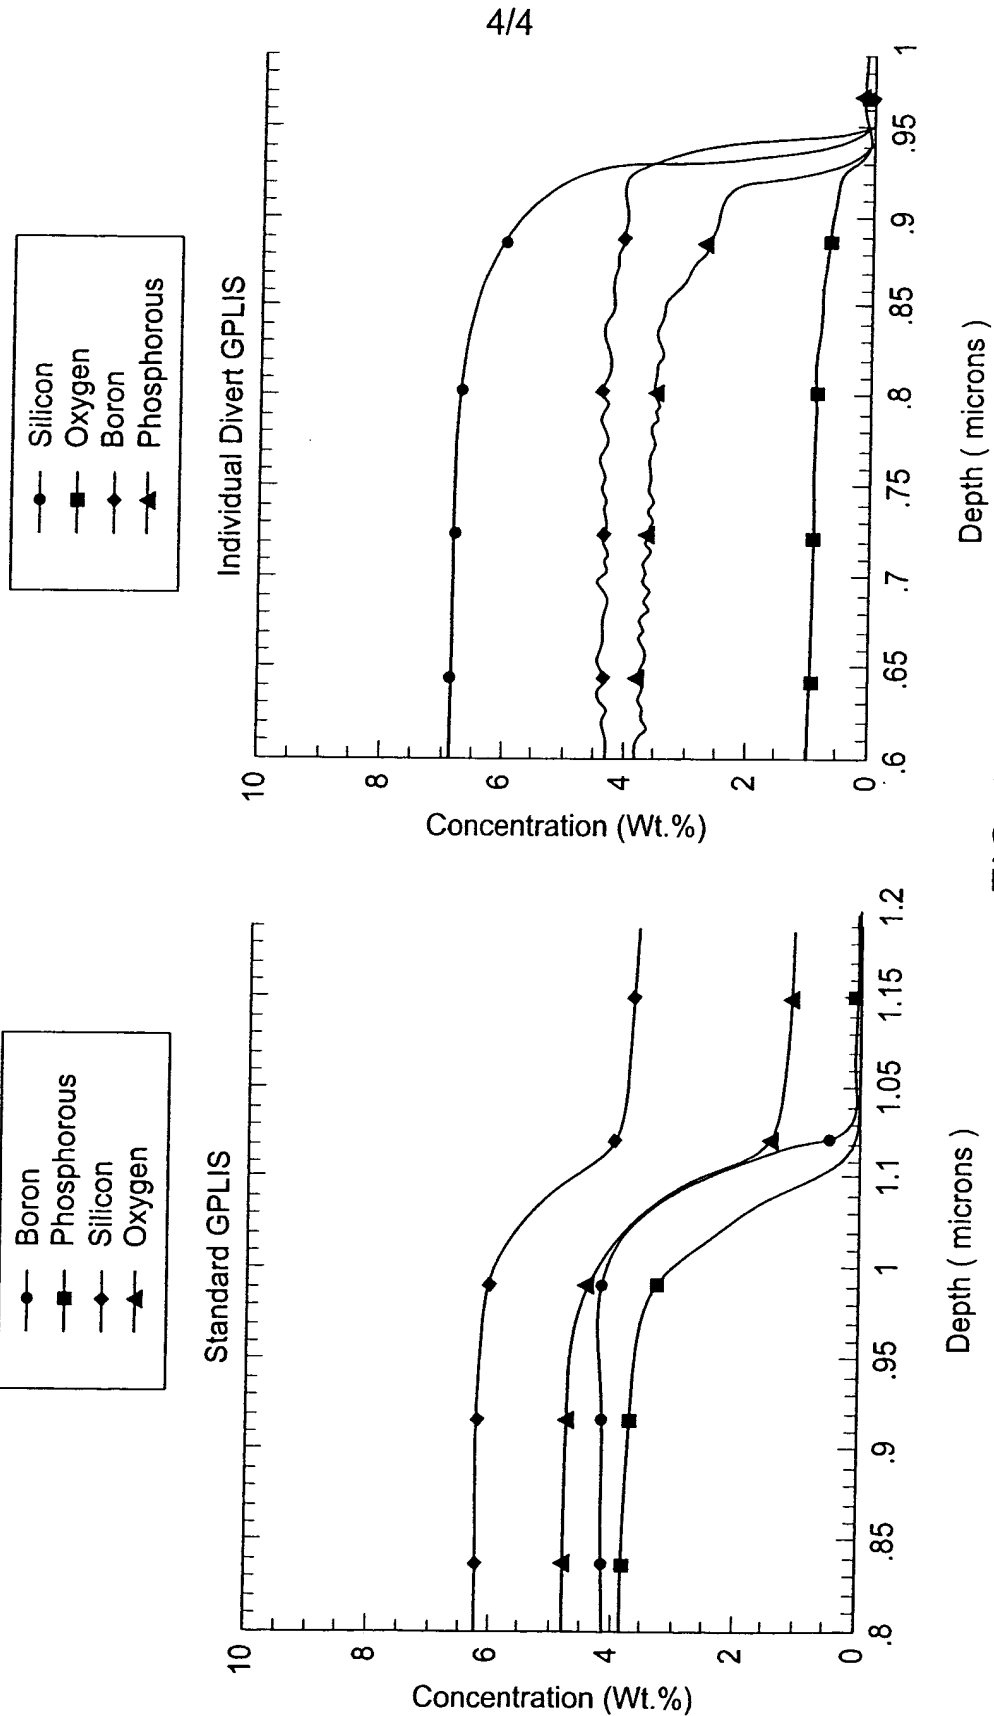 4/4
Boron
Phosphorous
Silicon
Oxygen
Standard GPLIS
Concentration (Wt.%)
10
8
6
4
2
0
.8
.85
.9
.95
1
1.1
1.05
1.15
1.2
Depth ( microns )
Silicon
Oxygen
Boron
Phosphorous
Individual Divert GPLIS
Concentration (Wt.%)
10
8
6
4
2
0
.6
.65
.7
.75
.8
.85
.9
.95
1
Depth ( microns )